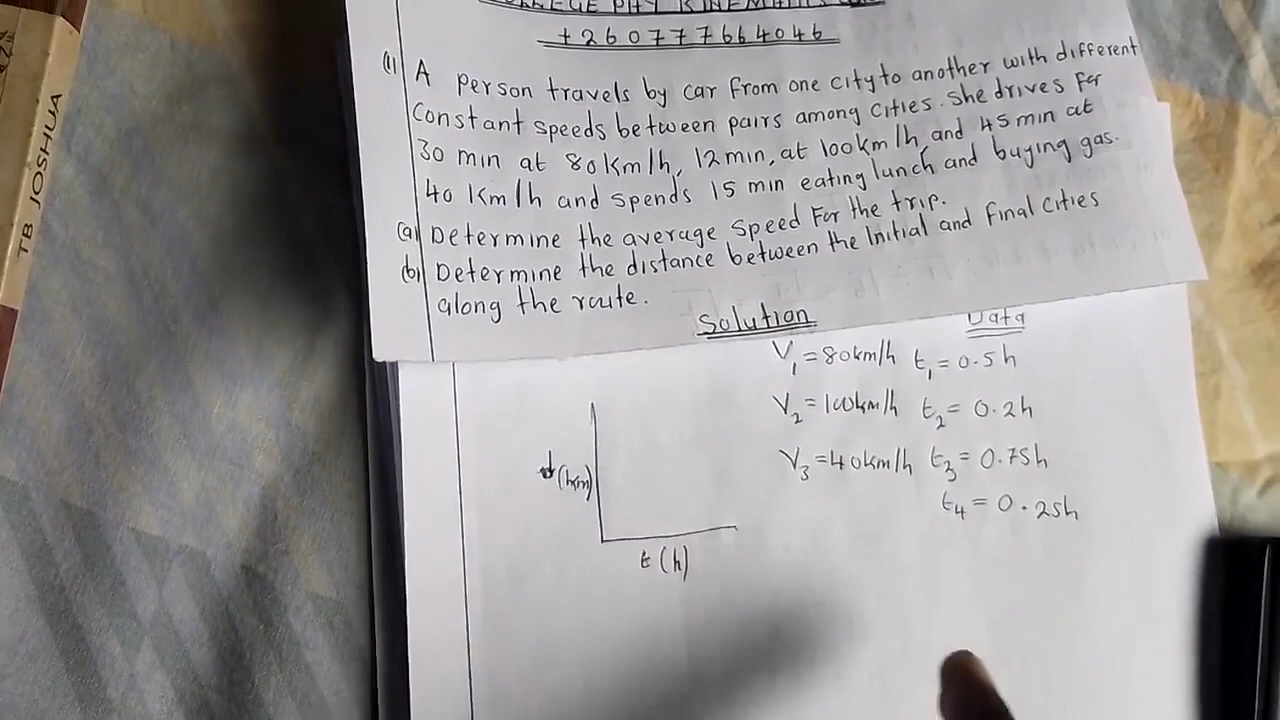 TB JOSHUA
+260777664046
(1) A person travels by car from one city to another with different
Constant speeds between pairs among cities. She drives for
30 min at 80 km/h, 12 min, at 100 km/h, and 45 min at
40 km/h and spends 15 min eating lunch and buying gas.
(a) Determine the average speed for the trip.
(b) Determine the distance between the Initial and final cities
along the route.
Solution
Data
V₁ = 80km/h t₁ = 0.5h
V₂ = 100km/h t₂ = 0.2h
V₃ = 40km/h t₃ = 0.75h
t₄ = 0.25h
d (km)
t (h)